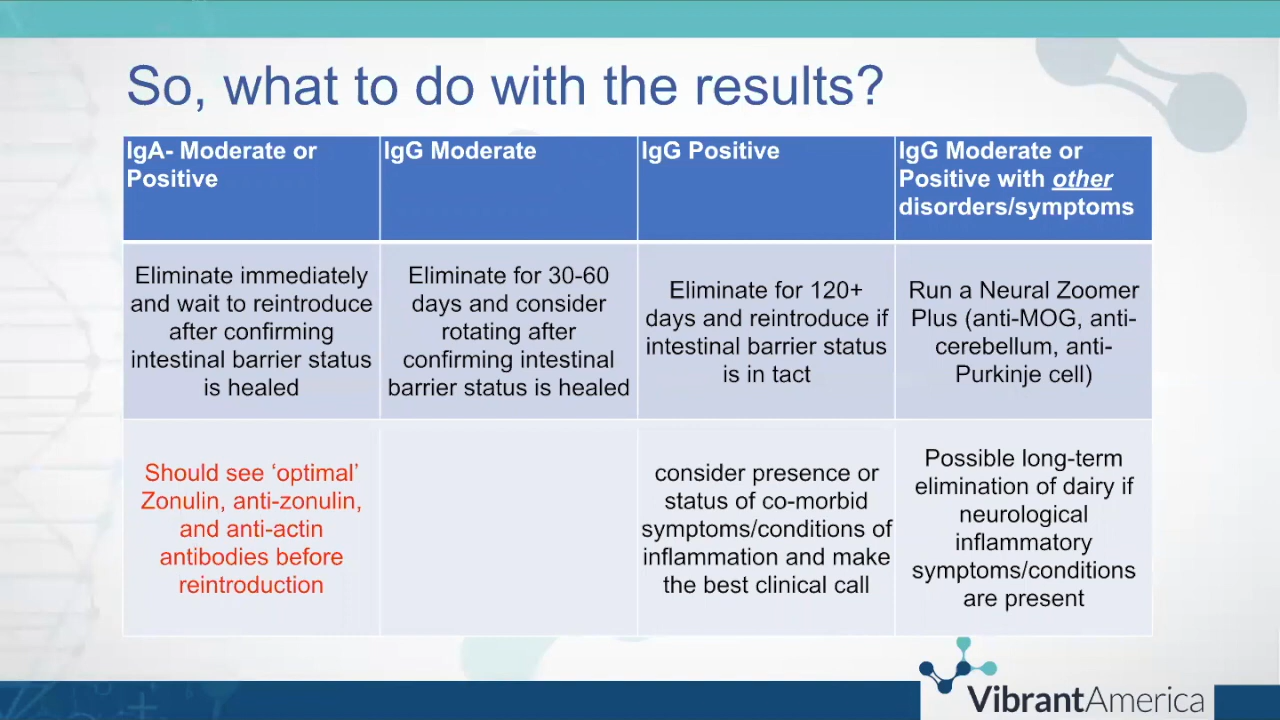 So, what to do with the results?
IgA- Moderate or
Positive
IgG Moderate
IgG Positive
IgG Moderate or
Positive with other
disorders/symptoms
Eliminate immediately
and wait to reintroduce
after confirming
intestinal barrier status
is healed
Eliminate for 30-60
days and consider
rotating after
confirming intestinal
barrier status is healed
Eliminate for 120+
days and reintroduce if
intestinal barrier status
is in tact
Run a Neural Zoomer
Plus (anti-MOG, anti-
cerebellum, anti-
Purkinje cell)
Should see ‘optimal’
Zonulin, anti-zonulin,
and anti-actin
antibodies before
reintroduction
consider presence or
status of co-morbid
symptoms/conditions of
inflammation and make
the best clinical call
Possible long-term
elimination of dairy if
neurological
inflammatory
symptoms/conditions
are present
VibrantAmerica